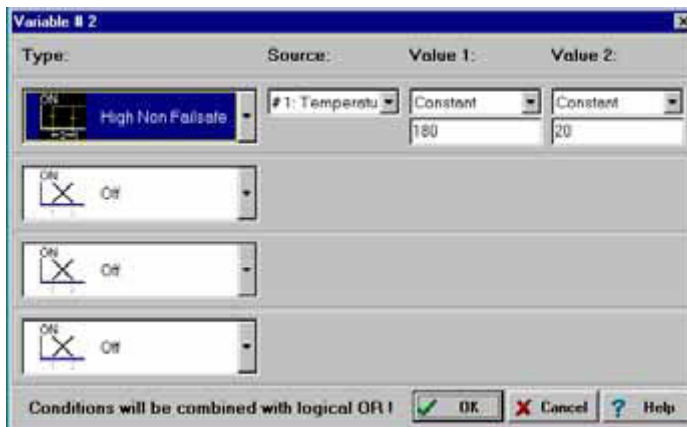 Variable # 2
Type: Source: Value 1: Value 2:
ON High Non Failsafe #1: Temperatu Constant Constant
180 20
ON Off
ON Off
ON Off
Conditions will be combined with logical OR ! OK Cancel Help